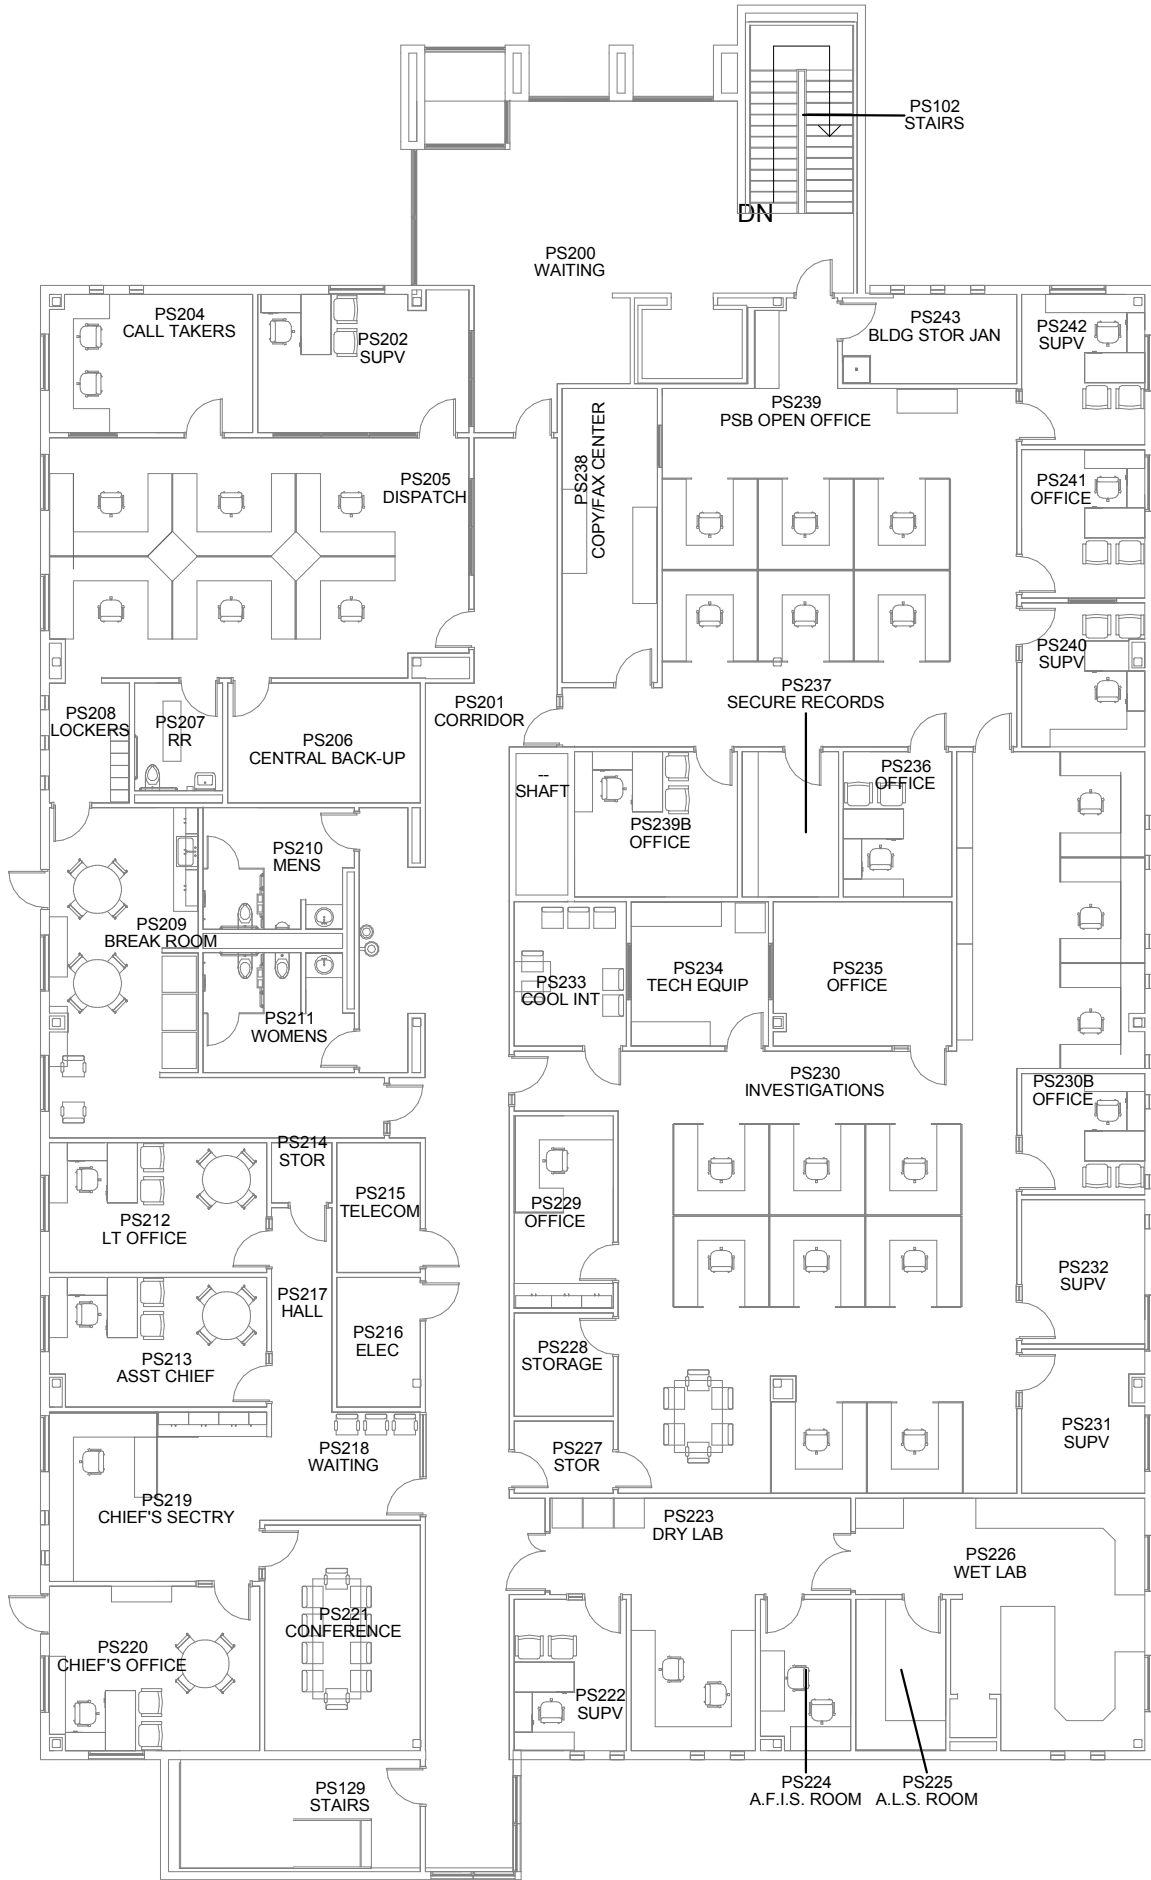 PS102
STAIRS
DN
PS200
WAITING
PS204
CALL TAKERS
PS202
SUPV
PS243
BLDG STOR JAN
PS242
SUPV
PS239
PSB OPEN OFFICE
PS238
COPY/FAX CENTER
PS205
DISPATCH
PS241
OFFICE
PS240
SUPV
PS237
SECURE RECORDS
PS208
LOCKERS
PS207
RR
PS206
CENTRAL BACK-UP
PS201
CORRIDOR
--
SHAFT
PS239B
OFFICE
PS236
OFFICE
PS210
MENS
PS209
BREAK ROOM
PS211
WOMENS
PS233
COOL INT
PS234
TECH EQUIP
PS235
OFFICE
PS230
INVESTIGATIONS
PS230B
OFFICE
PS214
STOR
PS215
TELECOM
PS212
LT OFFICE
PS229
OFFICE
PS217
HALL
PS232
SUPV
PS216
ELEC
PS213
ASST CHIEF
PS228
STORAGE
PS231
SUPV
PS218
WAITING
PS227
STOR
PS219
CHIEF'S SECTRY
PS223
DRY LAB
PS226
WET LAB
PS221
CONFERENCE
PS220
CHIEF'S OFFICE
PS222
SUPV
PS129
STAIRS
PS224
A.F.I.S. ROOM
PS225
A.L.S. ROOM